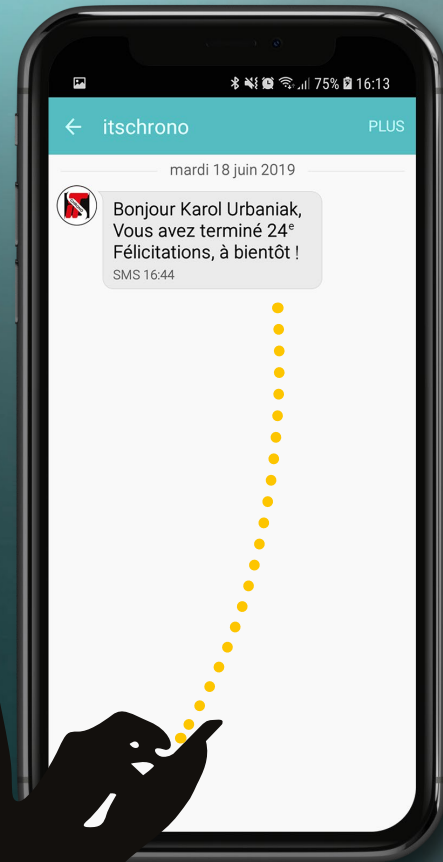 75% 16:13
itschrono PLUS
mardi 18 juin 2019
Bonjour Karol Urbaniak,
Vous avez terminé 24ᵉ
Félicitations, à bientôt !
SMS 16:44